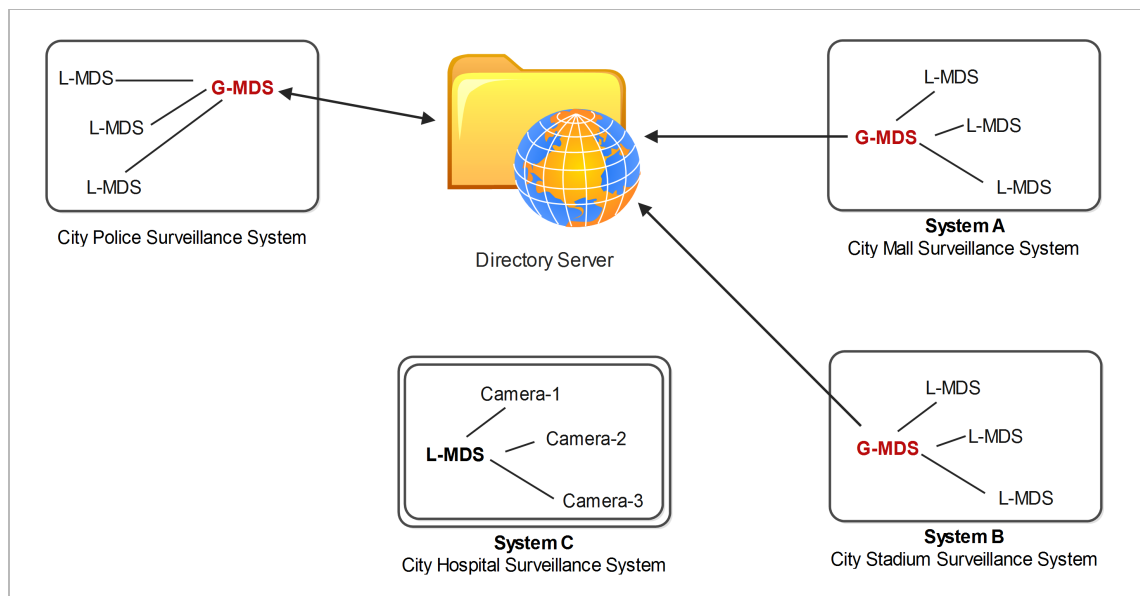 L-MDS
G-MDS
L-MDS
L-MDS
City Police Surveillance System
Directory Server
L-MDS
L-MDS
G-MDS
L-MDS
System A
City Mall Surveillance System
Camera-1
Camera-2
L-MDS
Camera-3
System C
City Hospital Surveillance System
L-MDS
L-MDS
G-MDS
L-MDS
System B
City Stadium Surveillance System